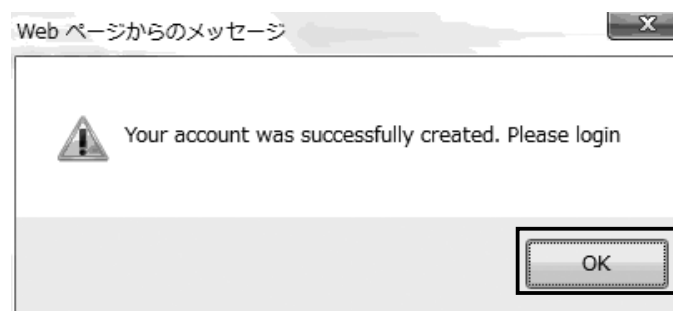 Web ページからのメッセージ
Your account was successfully created. Please login
OK